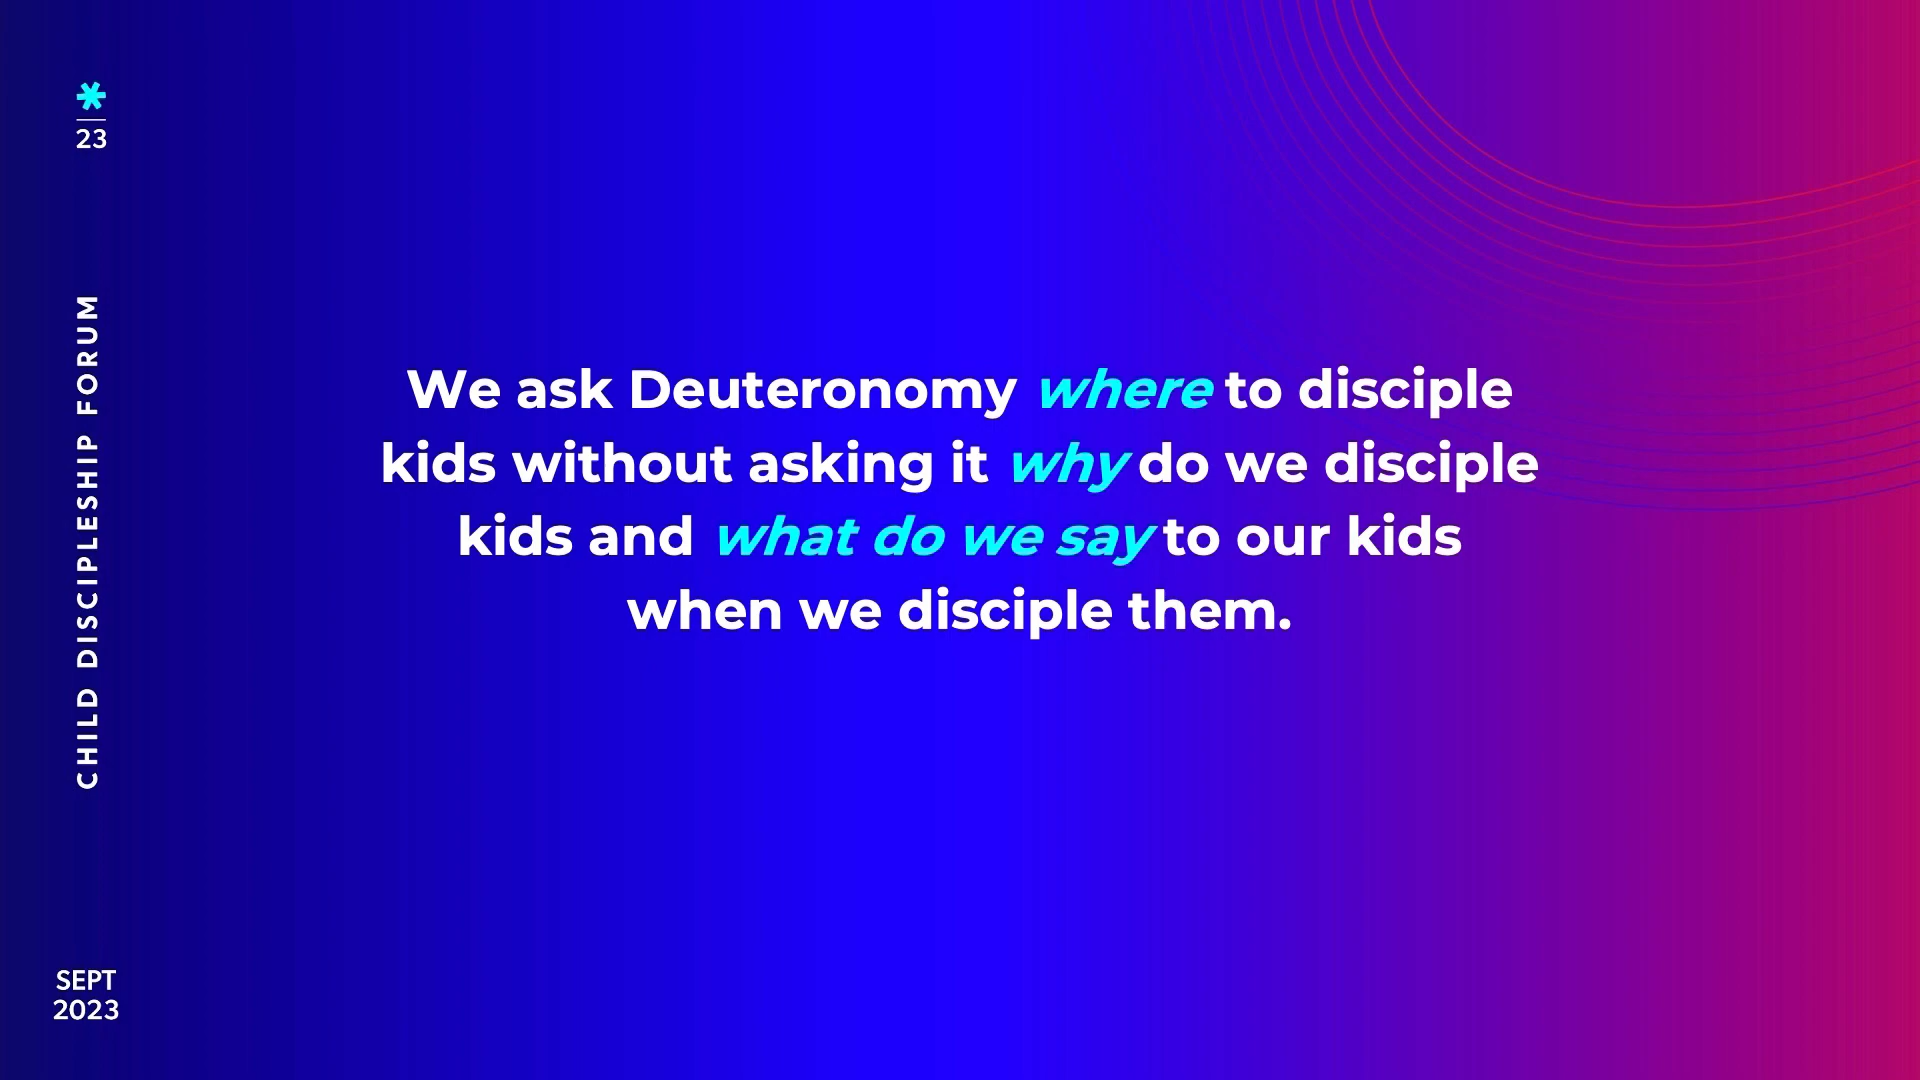 23
CHILD DISCIPLESHIP FORUM
We ask Deuteronomy where to disciple
kids without asking it why do we disciple
kids and what do we say to our kids
when we disciple them.
SEPT
2023